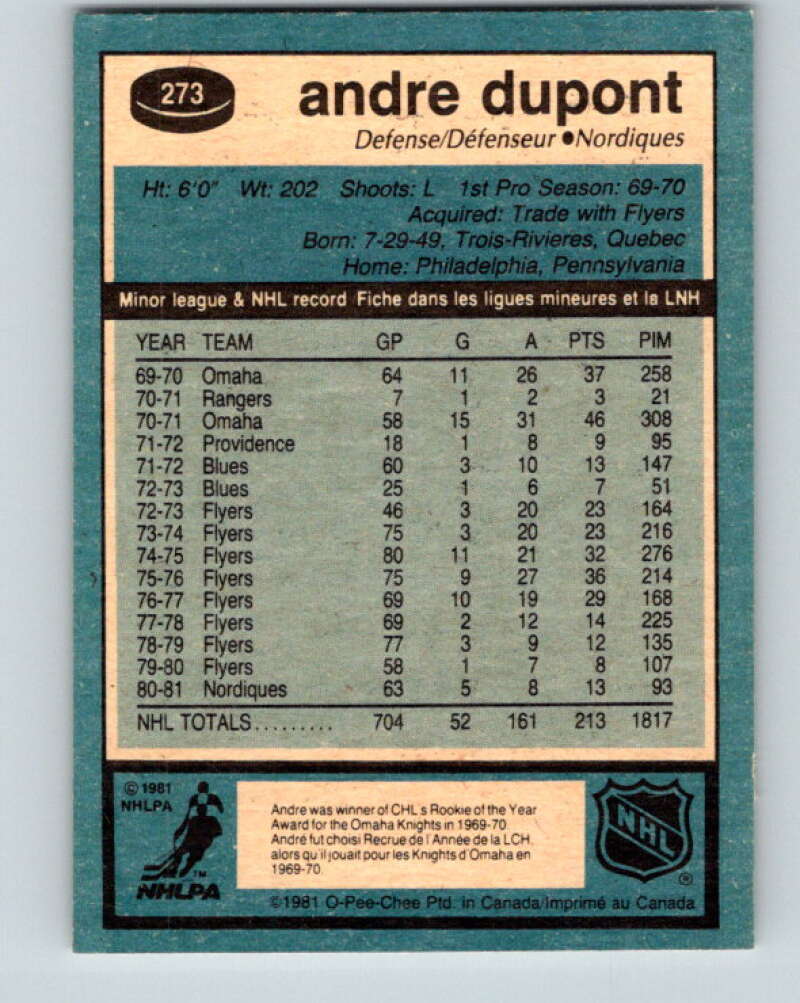 273
andre dupont
Defense/Défenseur ●Nordiques
Ht: 6'0" Wt: 202 Shoots: L 1st Pro Season: 69-70
Acquired: Trade with Flyers
Born: 7-29-49, Trois-Rivieres, Quebec
Home: Philadelphia, Pennsylvania
Minor league & NHL record Fiche dans les ligues mineures et la LNH
YEAR TEAM GP G A PTS PIM
69-70 Omaha 64 11 26 37 258
70-71 Rangers 7 1 2 3 21
70-71 Omaha 58 15 31 46 308
71-72 Providence 18 1 8 9 95
71-72 Blues 60 3 10 13 147
72-73 Blues 25 1 6 7 51
72-73 Flyers 46 3 20 23 164
73-74 Flyers 75 3 20 23 216
74-75 Flyers 80 11 21 32 276
75-76 Flyers 75 9 27 36 214
76-77 Flyers 69 10 19 29 168
77-78 Flyers 69 2 12 14 225
78-79 Flyers 77 3 9 12 135
79-80 Flyers 58 1 7 8 107
80-81 Nordiques 63 5 8 13 93
NHL TOTALS......... 704 52 161 213 1817
© 1981
NHLPA
TM
NHLPA
Andre was winner of CHL s Rookie of the Year
Award for the Omaha Knights in 1969-70
André fut choisi Recrue de l'Année de la LCH
alors qu'il jouait pour les Knights d'Omaha en
1969-70.
NHL
®
©1981 O-Pee-Chee Ptd. in Canada/Imprimé au Canada